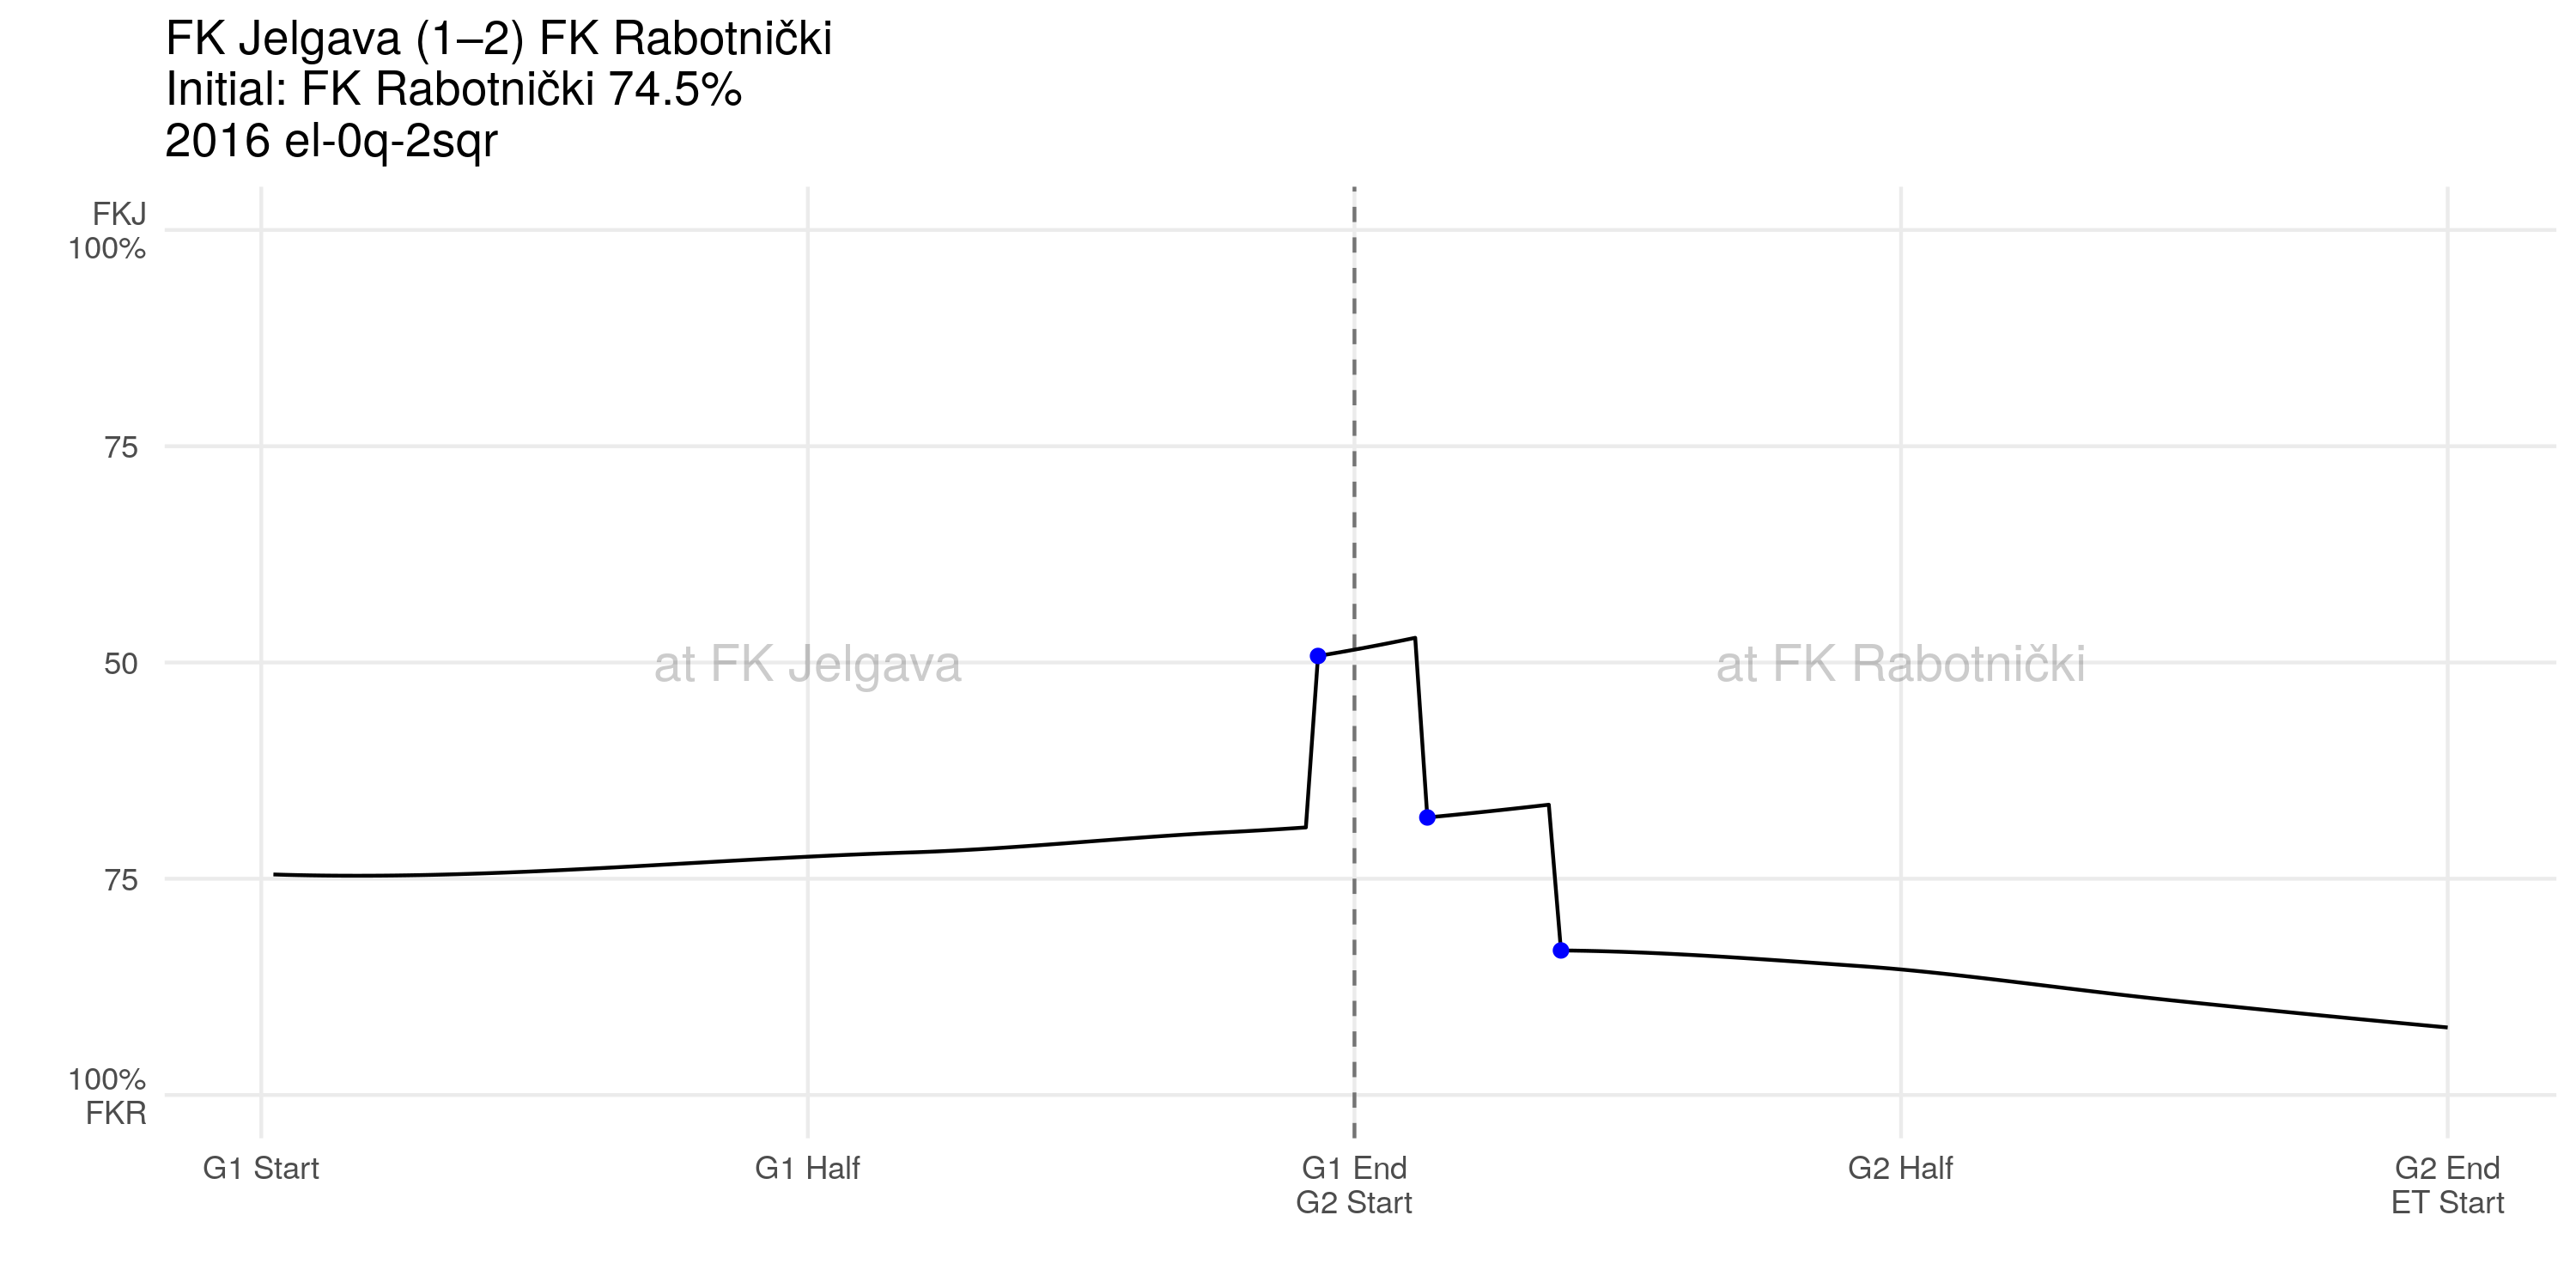 FK Jelgava (1–2) FK Rabotnički
Initial: FK Rabotnički 74.5%
2016 el-0q-2sqr
FKJ
100%
75
50
75
100%
FKR
at FK Jelgava
at FK Rabotnički
G1 Start
G1 Half
G1 End
G2 Start
G2 Half
G2 End
ET Start